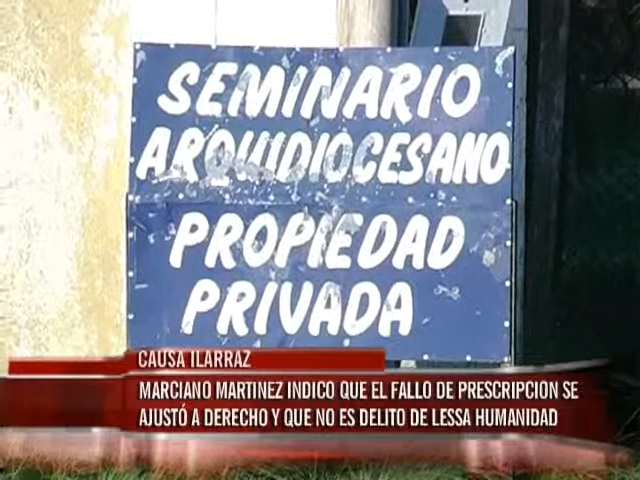 SEMINARIO
ARQUIDIOCESANO
PROPIEDAD
PRIVADA
CAUSA ILARRAZ
MARCIANO MARTINEZ INDICO QUE EL FALLO DE PRESCRIPCION SE
AJUSTÓ A DERECHO Y QUE NO ES DELITO DE LESSA HUMANIDAD